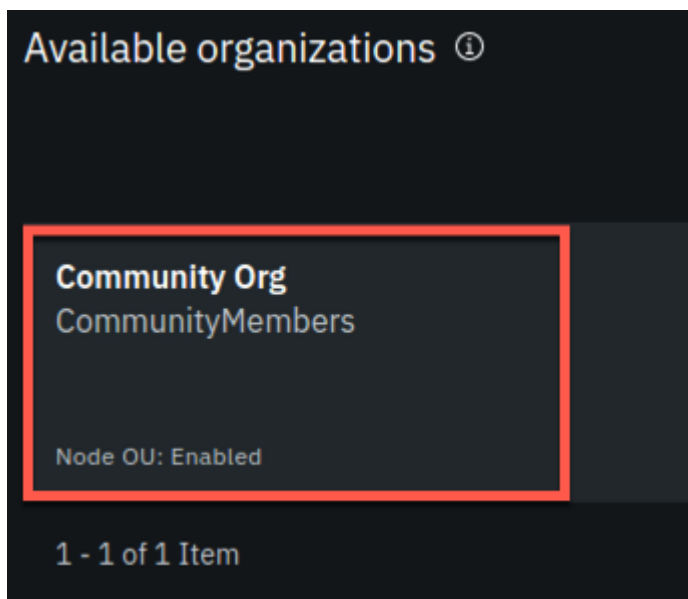 Available organizations
Community Org
CommunityMembers
Node OU: Enabled
1 - 1 of 1 Item